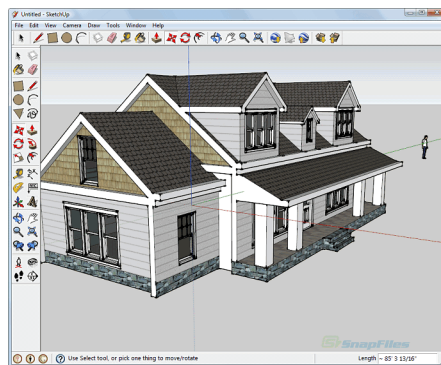 Untitled - SketchUp
File Edit View Camera Draw Tools Window Help
SnapFiles
Use Select tool, or pick one thing to move/rotate
Length ~ 85' 3 13/16"